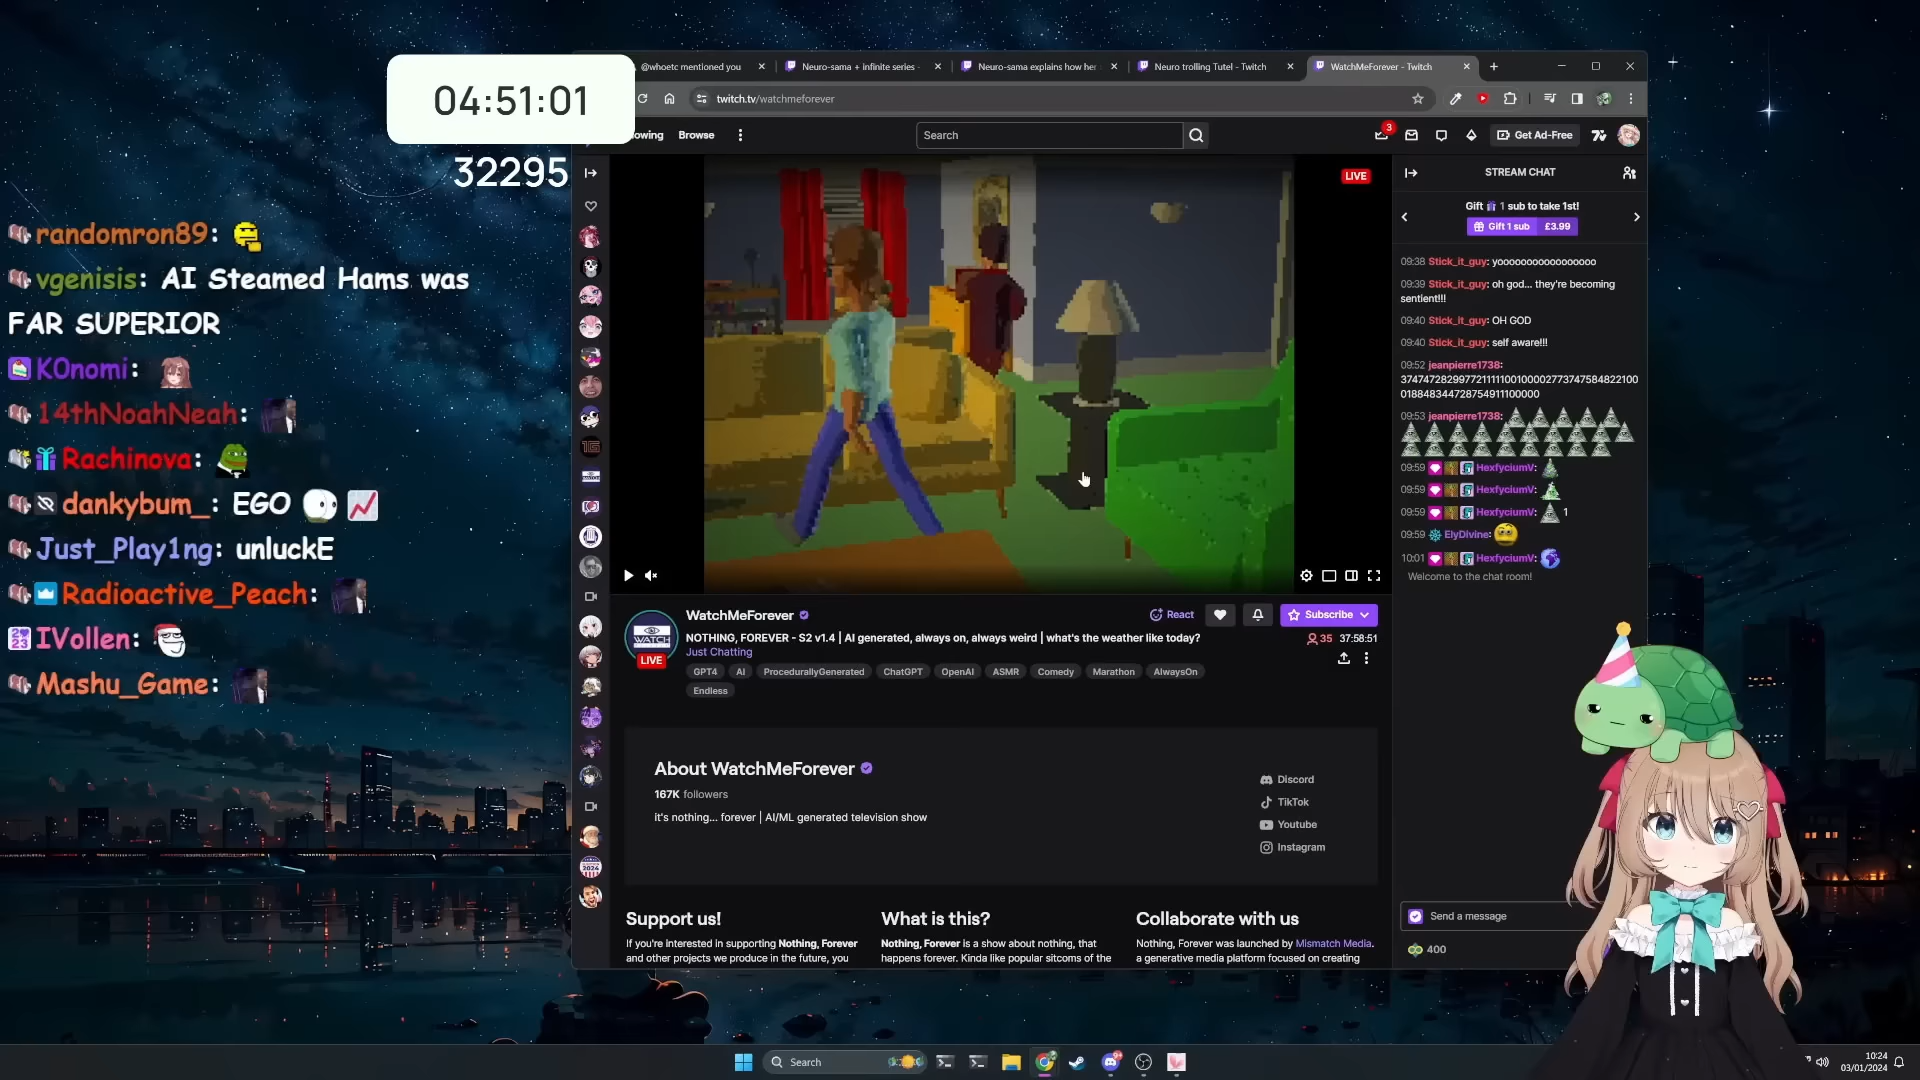 04:51:01
32295
randomron89:
vgenisis: AI Steamed Hams was
FAR SUPERIOR
K0nomi:
14thNoahNeah:
Rachinova:
dankybum_: EGO
Just_Play1ng: unluckE
Radioactive_Peach:
IVollen:
Mashu_Game:
@whoetc mentioned you
Neuro-sama + infinite series -
Neuro-sama explains how her
Neuro trolling Tutel - Twitch
WatchMeForever - Twitch
twitch.tv/watchmeforever
owing
Browse
Search
3
Get Ad-Free
LIVE
STREAM CHAT
Gift 1 sub to take 1st!
Gift 1 sub £3.99
09:38 Stick_it_guy: yooooooooooooooooo
09:39 Stick_it_guy: oh god... they're becoming
sentient!!!
09:40 Stick_it_guy: OH GOD
09:40 Stick_it_guy: self aware!!!
09:52 jeanpierre1738:
09:53 jeanpierre1738:
09:59 HexfyciumV:
09:59 HexfyciumV:
09:59 HexfyciumV: 1
09:59 ElyDivine:
10:01 HexfyciumV:
Welcome to the chat room!
WATCH
LIVE
WatchMeForever
React
Subscribe
NOTHING, FOREVER - S2 v1.4 | AI generated, always on, always weird | what's the weather like today?
35 37:58:51
Just Chatting
GPT4 AI ProcedurallyGenerated ChatGPT OpenAI ASMR Comedy Marathon AlwaysOn
Endless
About WatchMeForever
167K followers
it's nothing... forever | AI/ML generated television show
Discord
TikTok
Youtube
Instagram
Support us!
If you're interested in supporting Nothing, Forever
and other projects we produce in the future, you
What is this?
Nothing, Forever is a show about nothing, that
happens forever. Kinda like popular sitcoms of the
Collaborate with us
Nothing, Forever was launched by Mismatch Media.
a generative media platform focused on creating
Send a message
400
Search
10:24
03/01/2024